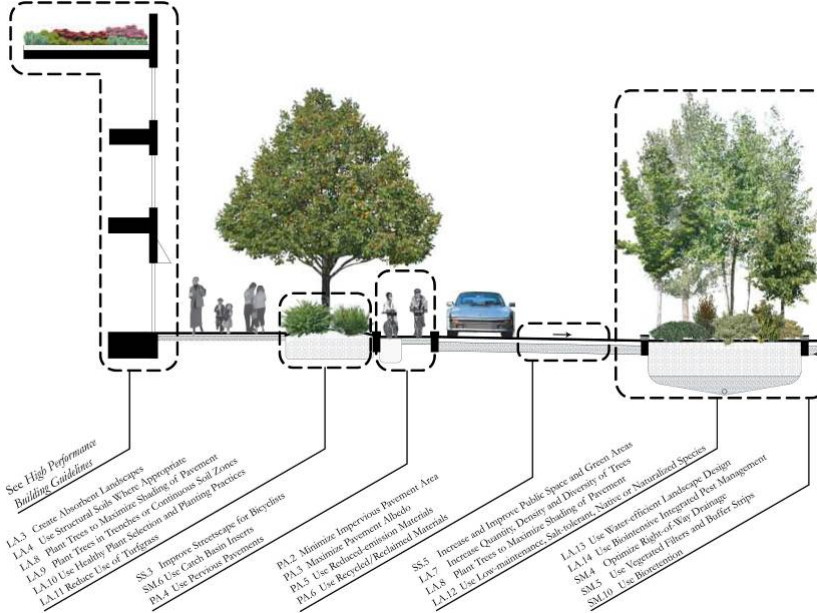 See High Performance
Building Guidelines
LA.3 Create Absorbent Landscapes
LA.4 Use Structural Soils Where Appropriate
LA.8 Plant Trees to Maximize Shading of Pavement
LA.9 Plant Trees in Trenches or Continuous Soil Zones
LA.10 Use Healthy Plant Selection and Planting Practices
LA.11 Reduce Use of Turfgrass
SS.3 Improve Streetscape for Bicyclists
SM.6 Use Catch Basin Inserts
PA.4 Use Pervious Pavements
PA.2 Minimize Impervious Pavement Area
PA.3 Maximize Pavement Albedo
PA.5 Use Reduced-emission Materials
PA.6 Use Recycled/Reclaimed Materials
SS.5 Increase and Improve Public Space and Green Areas
LA.7 Increase Quantity, Density and Diversity of Trees
LA.8 Plant Trees to Maximize Shading of Pavement
LA.12 Use Low-maintenance, Salt-tolerant, Native or Naturalized Species
LA.13 Use Water-efficient Landscape Design
LA.14 Use Biointensive Integrated Pest Management
SM.4 Optimize Right-of-Way Drainage
SM.5 Use Vegetated Filters and Buffer Strips
SM.10 Use Bioretention